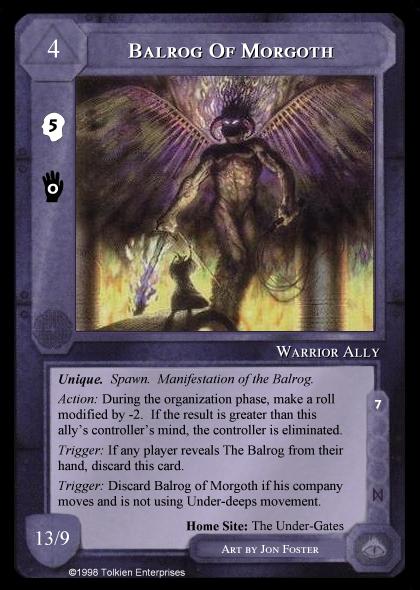 4
BALROG OF MORGOTH
5
0
WARRIOR ALLY
Unique. Spawn. Manifestation of the Balrog.
Action: During the organization phase, make a roll
modified by -2. If the result is greater than this
ally's controller's mind, the controller is eliminated.
Trigger: If any player reveals The Balrog from their
hand, discard this card.
Trigger: Discard Balrog of Morgoth if his company
moves and is not using Under-deeps movement.
7
Home Site: The Under-Gates
13/9
ART BY JON FOSTER
©1998 Tolkien Enterprises